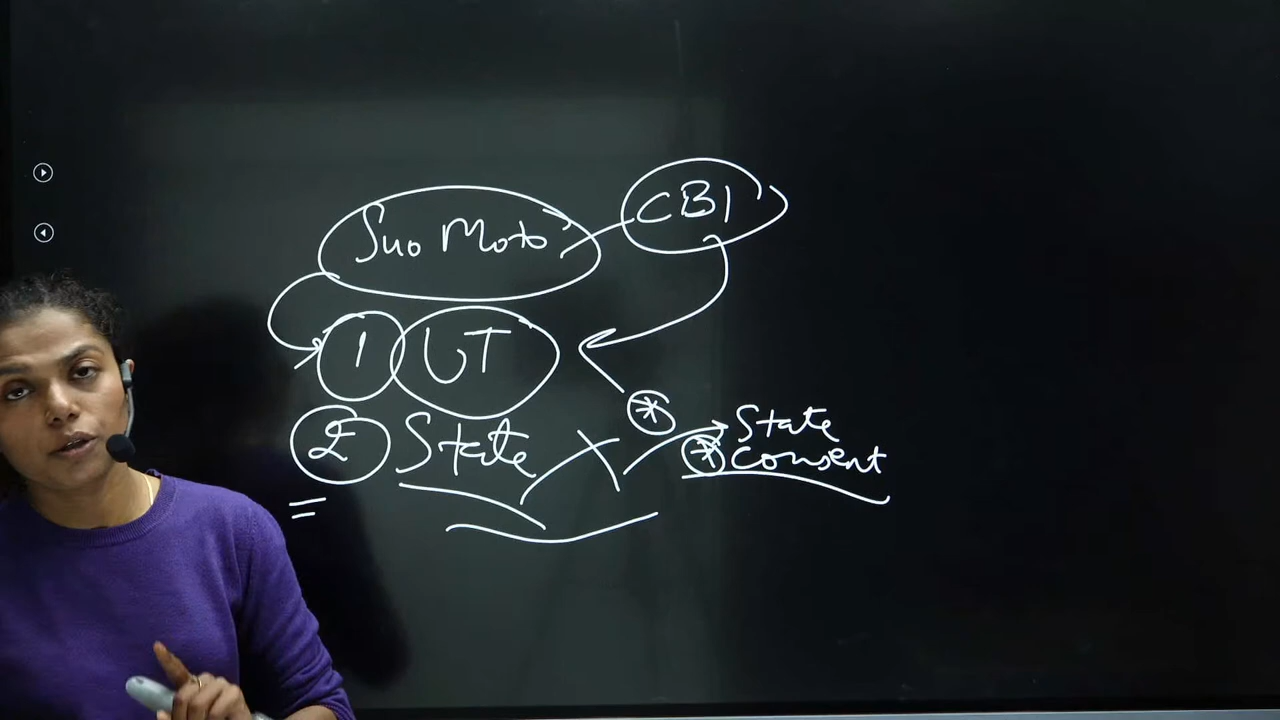 Suo Moto CBI
1 UT
2 State X * State
* Consent